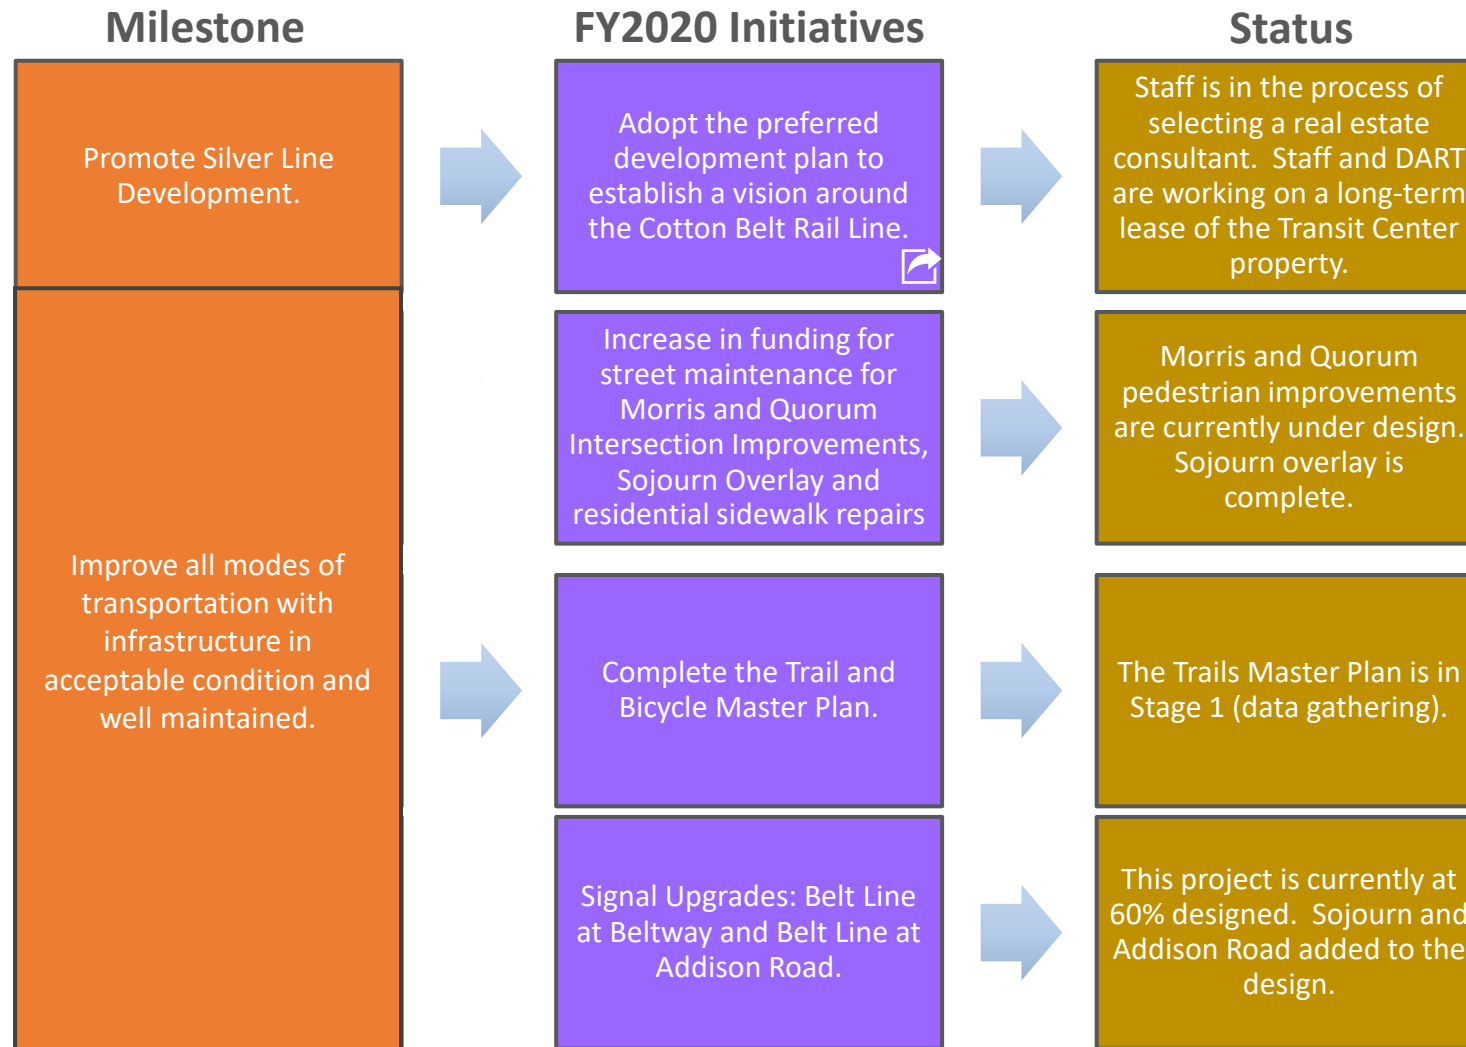 Milestone
FY2020 Initiatives
Status
Promote Silver Line
Development.
Adopt the preferred
development plan to
establish a vision around
the Cotton Belt Rail Line.
Staff is in the process of
selecting a real estate
consultant.  Staff and DART
are working on a long-term
lease of the Transit Center
property.
Improve all modes of
transportation with
infrastructure in
acceptable condition and
well maintained.
Increase in funding for
street maintenance for
Morris and Quorum
Intersection Improvements,
Sojourn Overlay and
residential sidewalk repairs
Morris and Quorum
pedestrian improvements
are currently under design.
Sojourn overlay is
complete.
Complete the Trail and
Bicycle Master Plan.
The Trails Master Plan is in
Stage 1 (data gathering).
Signal Upgrades: Belt Line
at Beltway and Belt Line at
Addison Road.
This project is currently at
60% designed.  Sojourn and
Addison Road added to the
design.